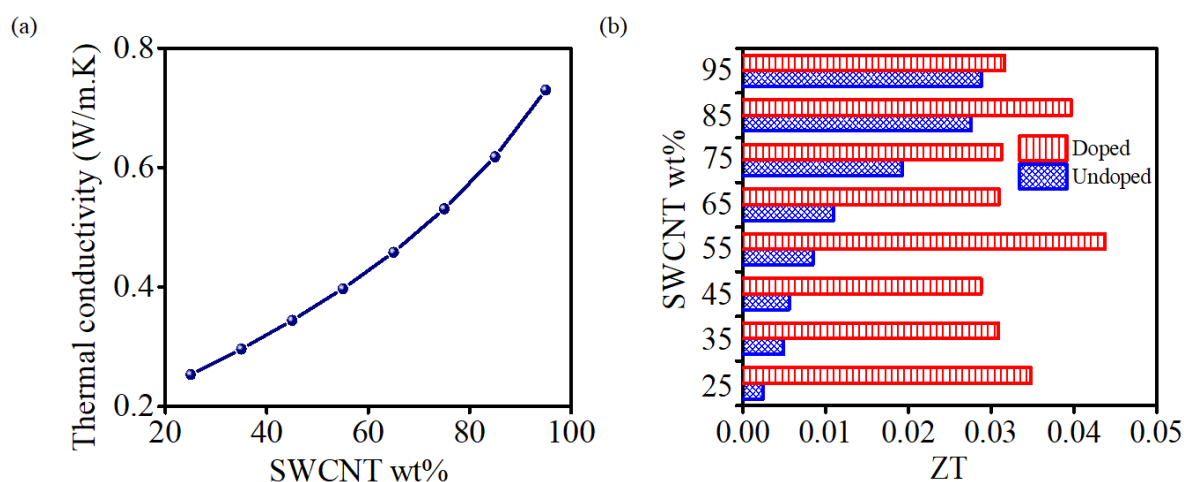 (a)
Thermal conductivity (W/m.K)
0.8
0.6
0.4
0.2
20 40 60 80 100
SWCNT wt%
(b)
SWCNT wt%
95
85
75
65
55
45
35
25
Doped
Undoped
0.00 0.01 0.02 0.03 0.04 0.05
ZT